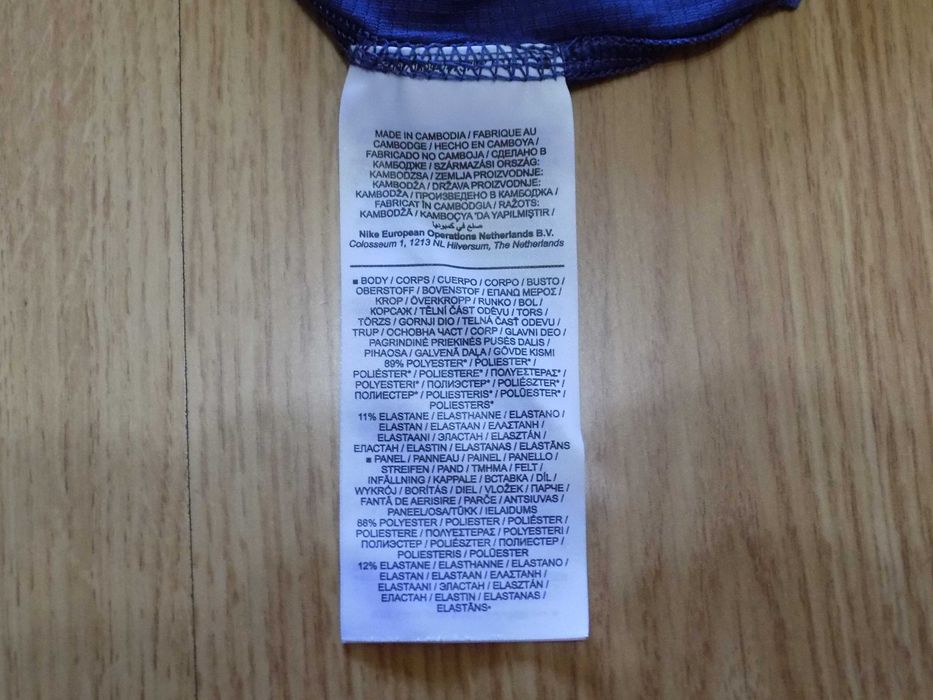 MADE IN CAMBODIA / FABRIQUE AU
CAMBODGE / HECHO EN CAMBOYA /
FABRICADO NO CAMBOJA / СДЕЛАНО В
КАМБОДЖЕ / SZÁRMAZÁSI ORSZÁG:
KAMBODZSA / ZEMLJA PROIZVODNJE:
KAMBODŽA / DRŽAVA PROIZVODNJE:
KAMBODŽA / ПРОИЗВЕДЕНО В КАМБОДЖА /
FABRICAT ÎN CAMBODGIA / RAŽOTS:
KAMBODŽĀ / KAMBOÇYA 'DA YAPILMIŞTIR /
صنع في كمبوديا
Nike European Operations Netherlands B.V.
Colosseum 1, 1213 NL Hilversum, The Netherlands
■ BODY / CORPS / CUERPO / CORPO / BUSTO /
OBERSTOFF / BOVENSTOF / ΕΠΑΝΩ ΜΕΡΟΣ /
KROP / ÖVERKROPP / RUNKO / BOL /
КОРСАЖ / TĚLNÍ ČÁST ODĚVU / TORS /
TÖRZS / GORNJI DIO / TELNÁ ČASŤ ODEVU /
TRUP / ОСНОВНА ЧАСТ / CORP / GLAVNI DEO /
PAGRINDINĖ PRIEKINĖS PUSĖS DALIS /
PIHAOSA / GALVENĀ DAĻA / GÖVDE KISMI
89% POLYESTER* / POLIESTER* /
POLIÉSTER* / POLIESTERE* / ΠΟΛΥΕΣΤΕΡΑΣ* /
POLYESTERI* / ПОЛИЭСТЕР* / POLIÉSZTER* /
ПОЛИЕСТЕР* / POLIESTERIS* / POLÜESTER* /
POLIESTERS*
11% ELASTANE / ELASTHANNE / ELASTANO /
ELASTAN / ELASTAAN / ΕΛΑΣΤΑΝΗ /
ELASTAANI / ЭЛАСТАН / ELASZTÁN /
ЕЛАСТАН / ELASTIN / ELASTANAS / ELASTĀNS
■ PANEL / PANNEAU / PAINEL / PANELLO /
STREIFEN / PAND / ΤΜΗΜΑ / FELT /
INFÄLLNING / KAPPALE / ВСТАВКА / DÍL /
WYKRÓJ / BORÍTÁS / DIEL / VLOŽEK / ПАРЧЕ /
FANTĂ DE AERISIRE / PARČE / ANTSIUVAS /
PANEEL/OSA/TÜKK / IELAIDUMS
88% POLYESTER / POLIESTER / POLIÉSTER /
POLIESTERE / ΠΟΛΥΕΣΤΕΡΑΣ / POLYESTERI /
ПОЛИЭСТЕР / POLIÉSZTER / ПОЛИЕСТЕР /
POLIESTERIS / POLÜESTER
12% ELASTANE / ELASTHANNE / ELASTANO /
ELASTAN / ELASTAAN / ΕΛΑΣΤΑΝΗ /
ELASTAANI / ЭЛАСТАН / ELASZTÁN /
ЕЛАСТАН / ELASTIN / ELASTANAS /
ELASTĀNS*